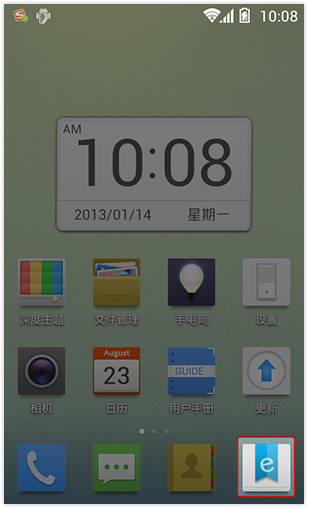 10:08
AM
10:08
2013/01/14 星期一
深度主题 文件管理 手电筒 设置
August
23
GUIDE
相机 日历 用户手册 更新
e